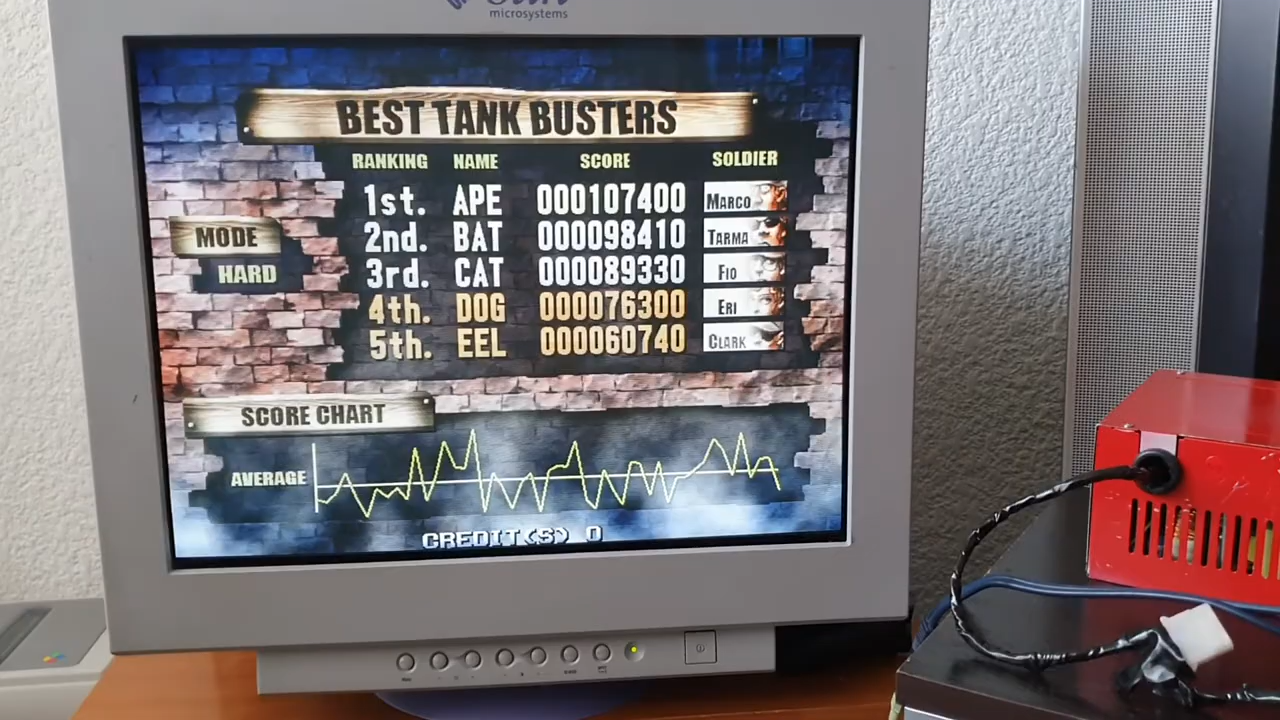 Sun
microsystems
BEST TANK BUSTERS
RANKING NAME SCORE SOLDIER
1st. APE 000107400 MARCO
2nd. BAT 000098410 TARMA
3rd. CAT 000089330 FIO
4th. DOG 000076300 ERI
5th. EEL 000060740 CLARK
MODE
HARD
SCORE CHART
AVERAGE
CREDIT(S) 0